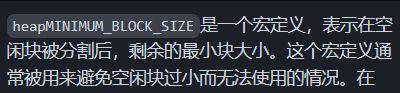 heapMINIMUM_BLOCK_SIZE是一个宏定义，表示在空
闲块被分割后，剩余的最小块大小。这个宏定义通
常被用来避免空闲块过小而无法使用的情况。在